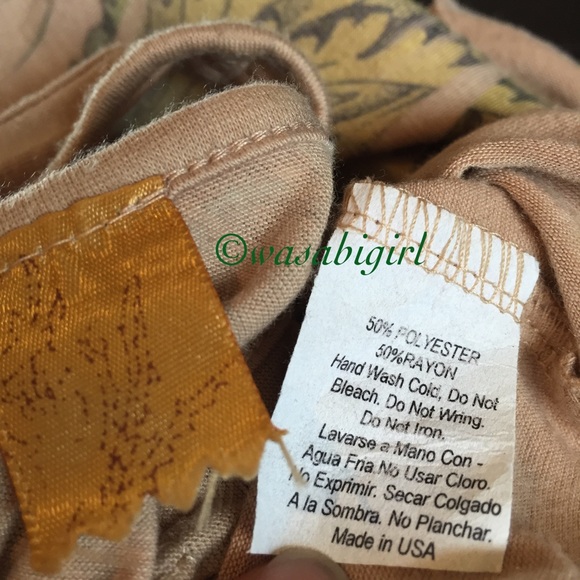 ©wasabigirl
50% POLYESTER
50%RAYON
Hand Wash Cold, Do Not
Bleach. Do Not Wring.
Do Not Iron.
Lavarse a Mano Con -
Agua Fria.No Usar Cloro.
No Exprimir. Secar Colgado
A la Sombra. No Planchar.
Made in USA